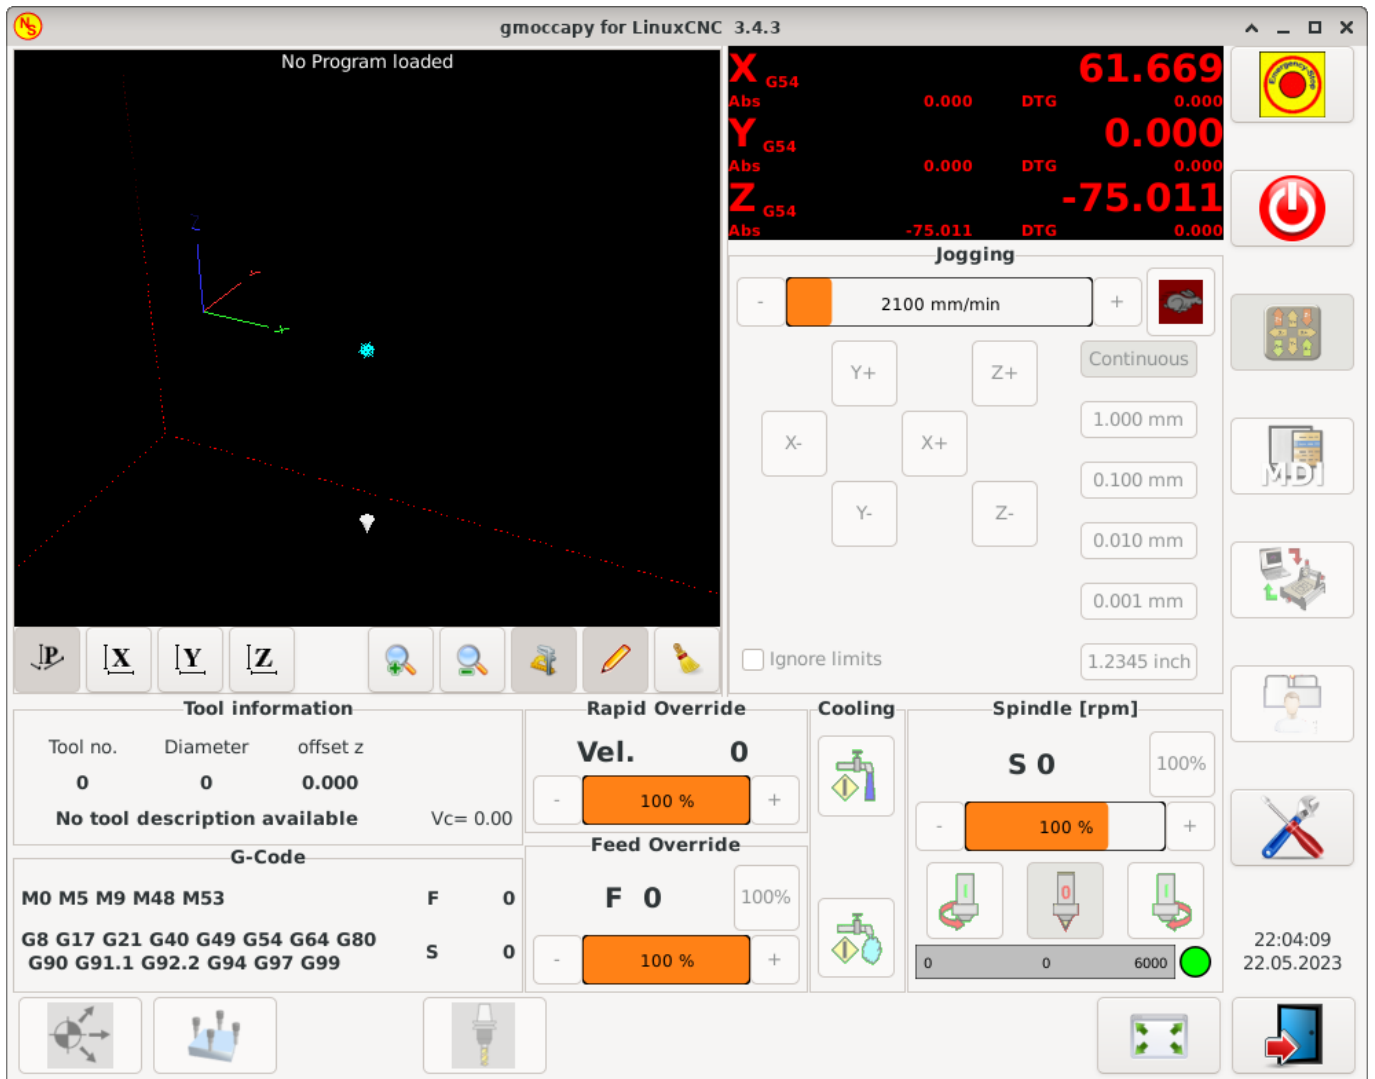 gmoccapy for LinuxCNC 3.4.3
No Program loaded
X G54 61.669
Abs 0.000 DTG 0.000
Y G54 0.000
Abs 0.000 DTG 0.000
Z G54 -75.011
Abs -75.011 DTG 0.000
Emergency-Stop
Jogging
- 2100 mm/min +
Y+ Z+ Continuous
X- X+ 1.000 mm
0.100 mm
Y- Z- 0.010 mm
0.001 mm
Ignore limits 1.2345 inch
MDI
Z
P X Y Z
Tool information
Tool no. Diameter offset z
0 0 0.000
No tool description available Vc= 0.00
G-Code
M0 M5 M9 M48 M53 F 0
G8 G17 G21 G40 G49 G54 G64 G80
G90 G91.1 G92.2 G94 G97 G99 S 0
Rapid Override
Vel. 0
- 100 % +
Feed Override
F 0 100%
- 100 % +
Cooling
Spindle [rpm]
S 0 100%
- 100 % +
I 0 I
0 0 6000
22:04:09
22.05.2023